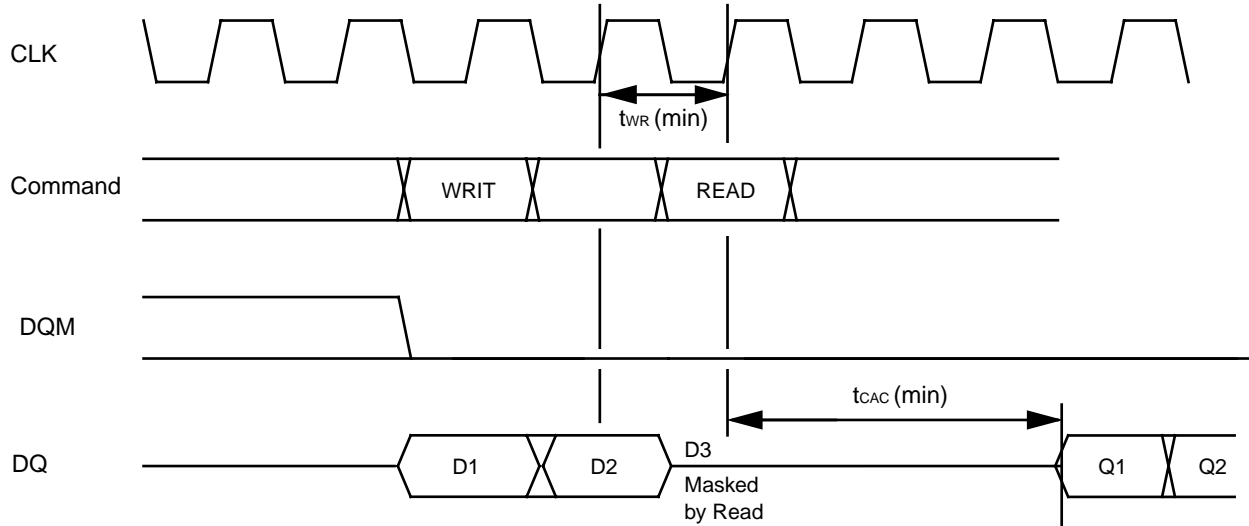 CLK
tWR (min)
Command
WRIT
READ
DQM
tCAC (min)
DQ
D1
D2
D3
Masked
by Read
Q1
Q2